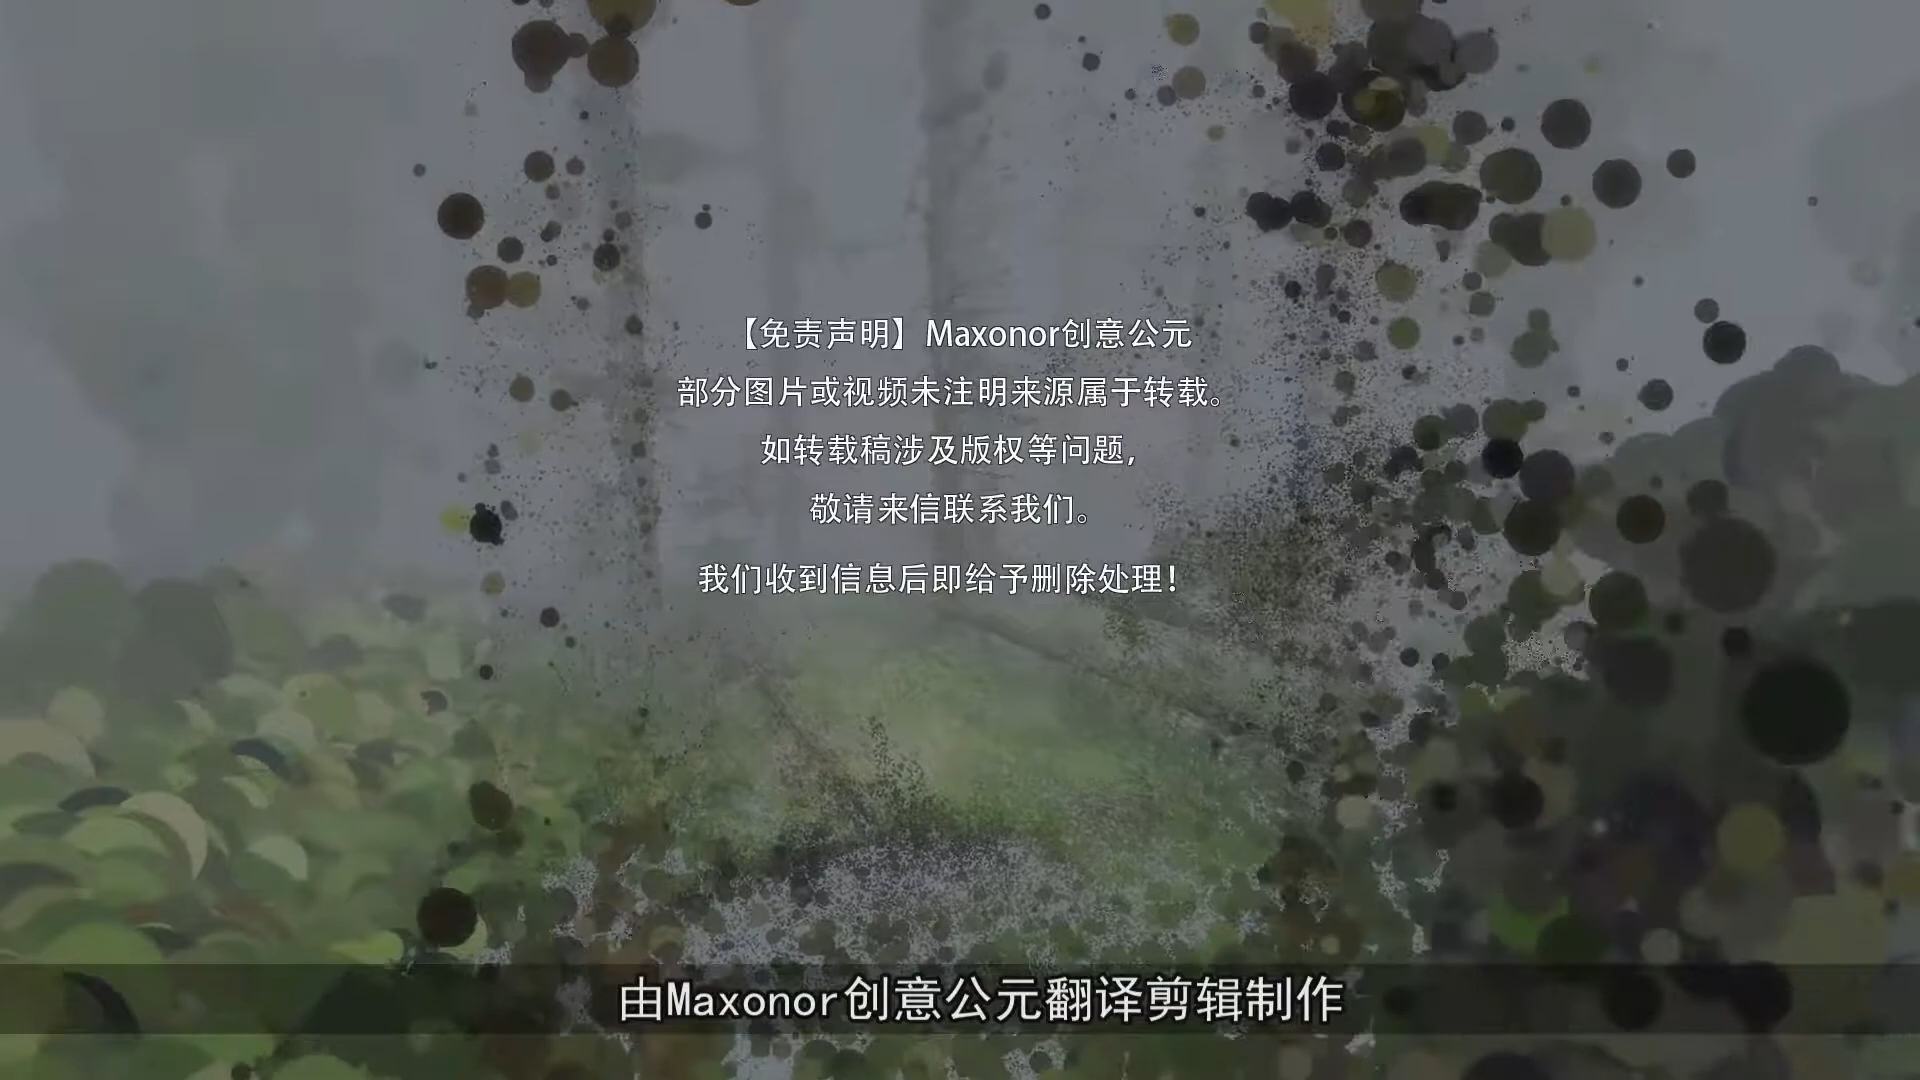 【免责声明】Maxonor创意公元
部分图片或视频未注明来源属于转载。
如转载稿涉及版权等问题，
敬请来信联系我们。
我们收到信息后即给予删除处理！
由Maxonor创意公元翻译剪辑制作